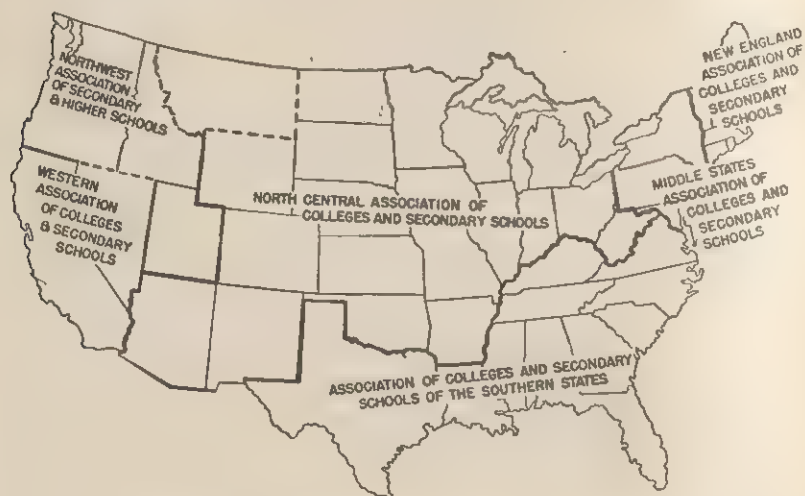 NORTHWEST
ASSOCIATION
OF SECONDARY
& HIGHER SCHOOLS
WESTERN
ASSOCIATION
OF COLLEGES
& SECONDARY
SCHOOLS
NORTH CENTRAL ASSOCIATION OF
COLLEGES AND SECONDARY SCHOOLS
NEW ENGLAND
ASSOCIATION OF
COLLEGES AND
SECONDARY
SCHOOLS
MIDDLE STATES
ASSOCIATION OF
COLLEGES AND
SECONDARY
SCHOOLS
ASSOCIATION OF COLLEGES AND SECONDARY
SCHOOLS OF THE SOUTHERN STATES